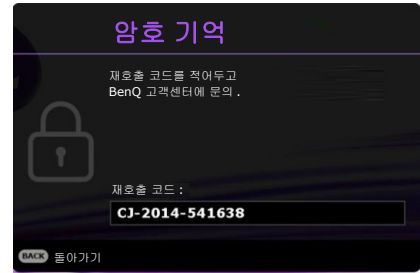 암호 기억
재호출 코드를 적어두고
BenQ 고객센터에 문의 .
재호출 코드 :
CJ-2014-541638
BACK 돌아가기